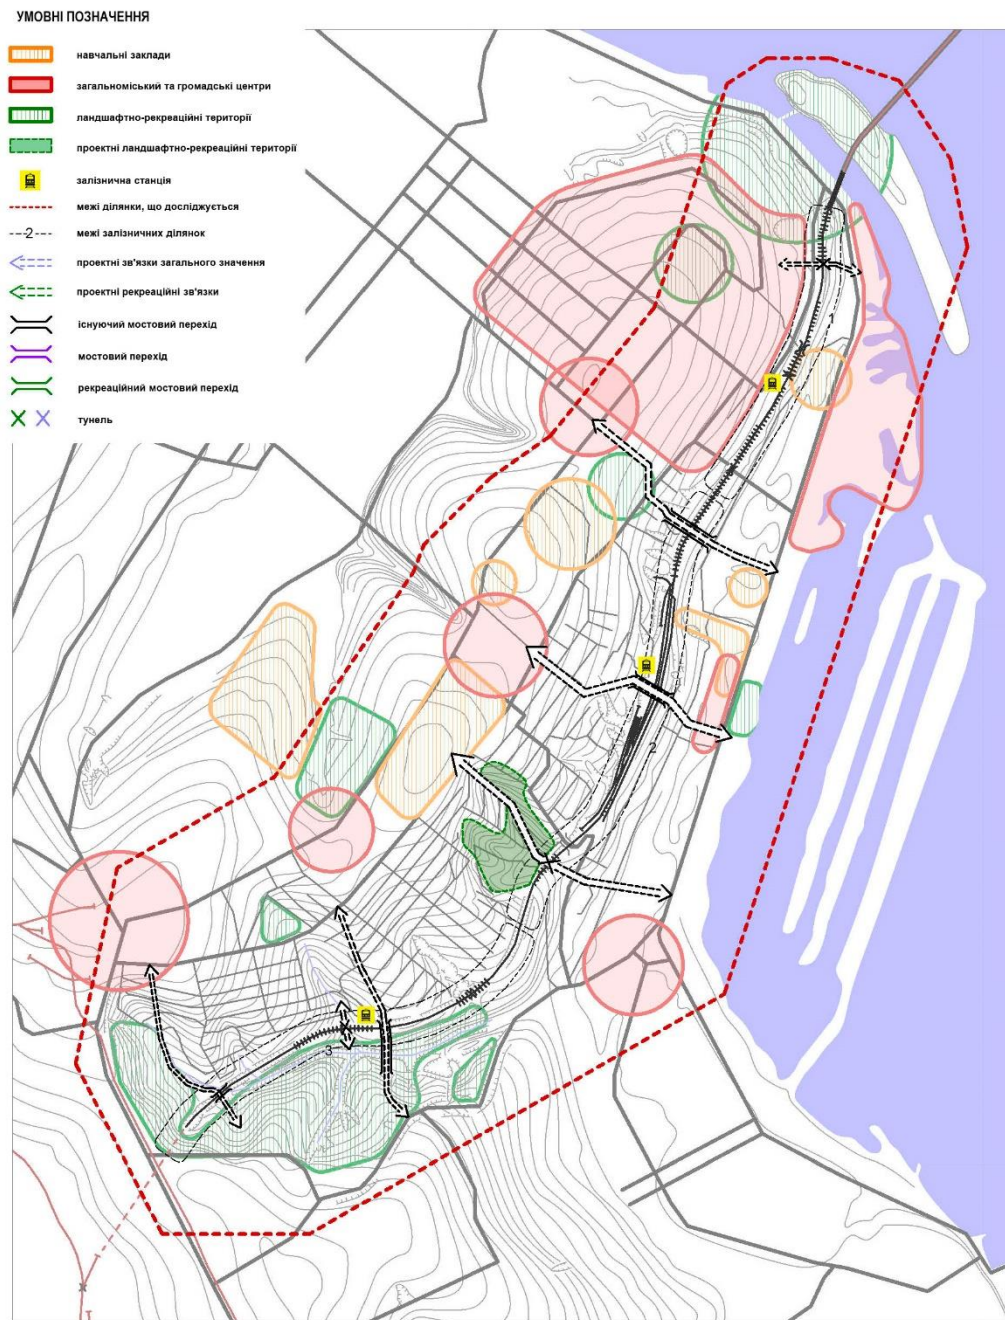 УМОВНІ ПОЗНАЧЕННЯ
навчальні заклади
загальноміський та громадські центри
ландшафтно-рекреаційні території
проектні ландшафтно-рекреаційні території
залізнична станція
межі ділянки, що досліджується
2
межі залізничних ділянок
проектні зв'язки загального значення
проектні рекреаційні зв'язки
існуючий мостовий перехід
мостовий перехід
рекреаційний мостовий перехід
тунель
1
2
3